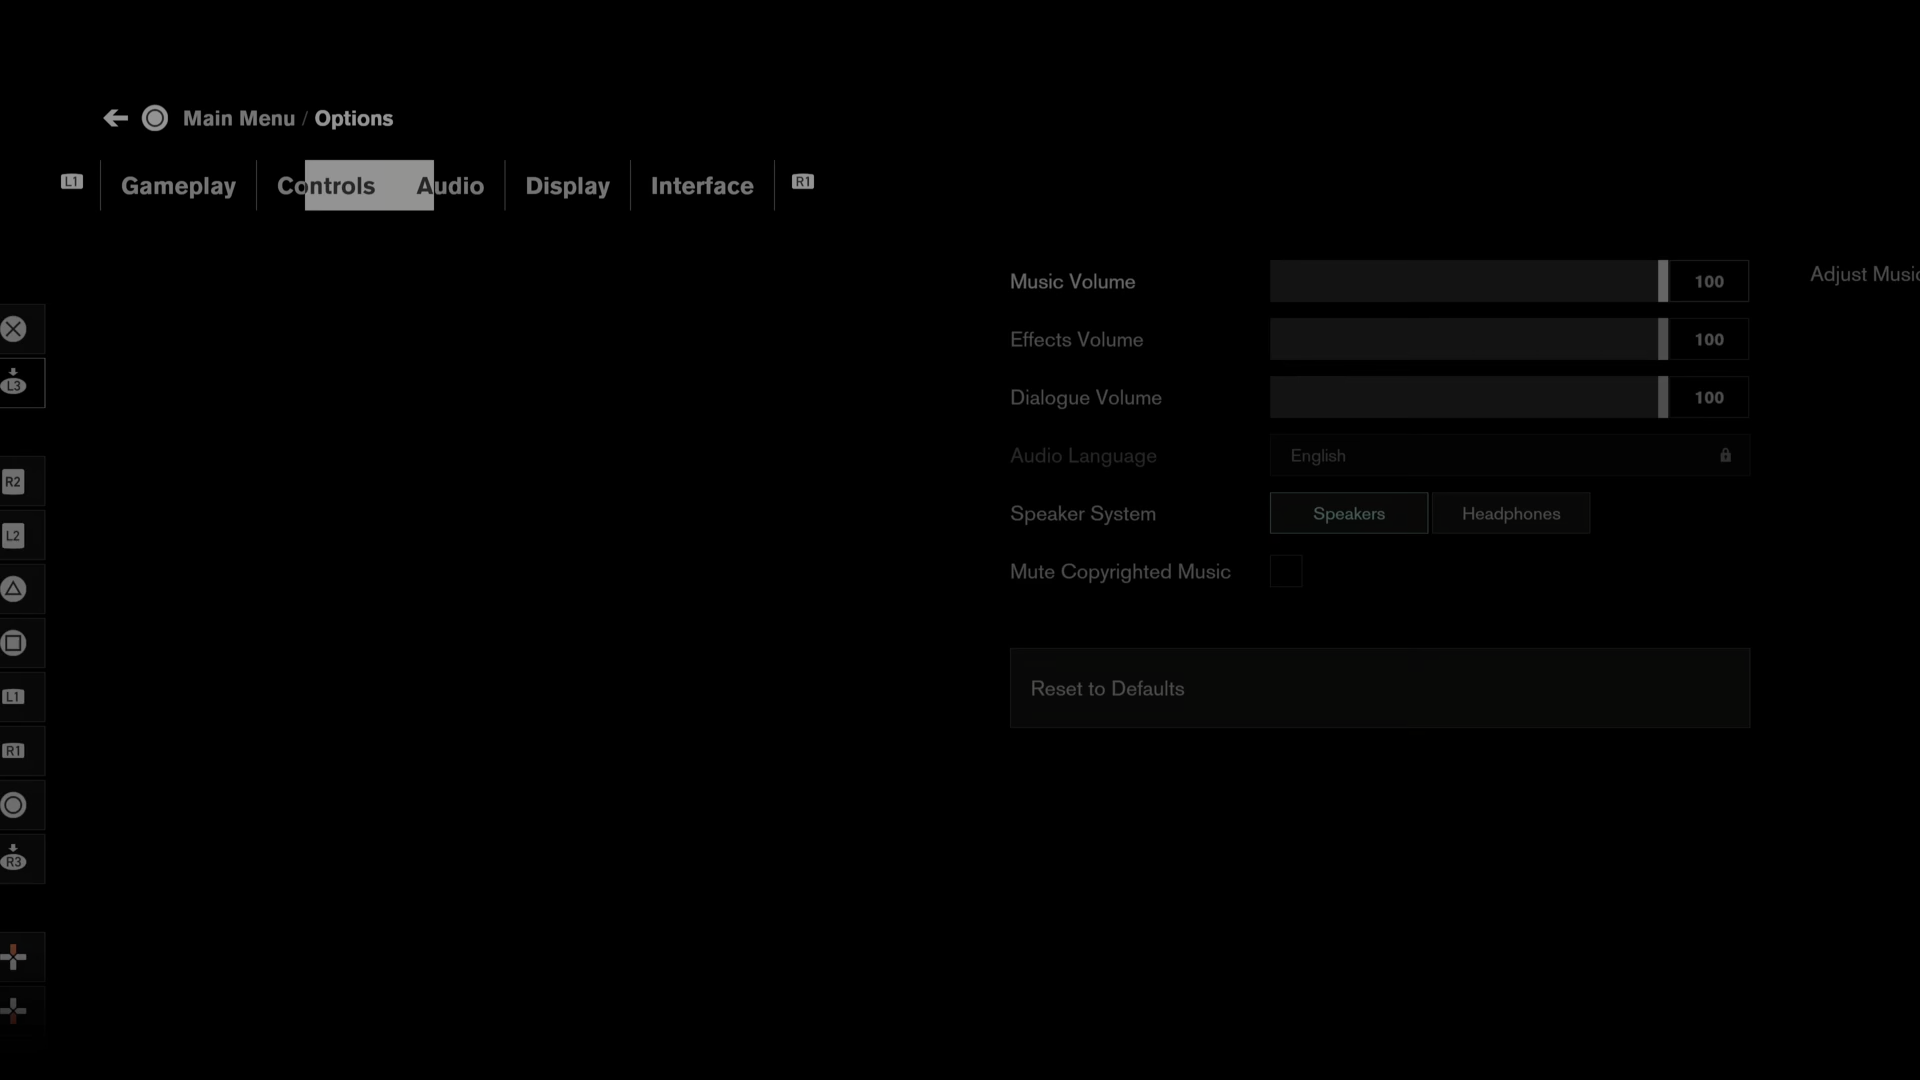 Main Menu / Options
L1 Gameplay Controls Audio Display Interface R1
Music Volume 100 Adjust Music
Effects Volume 100
L3
Dialogue Volume 100
Audio Language English
R2
Speaker System Speakers Headphones
L2
Mute Copyrighted Music
Reset to Defaults
L1
R1
R3